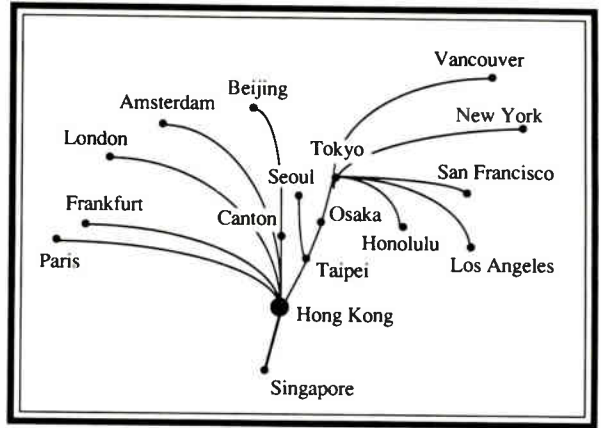 Vancouver
Beijing
Amsterdam
New York
London
Tokyo
Seoul
San Francisco
Frankfurt
Canton
Osaka
Honolulu
Paris
Taipei
Los Angeles
Hong Kong
Singapore